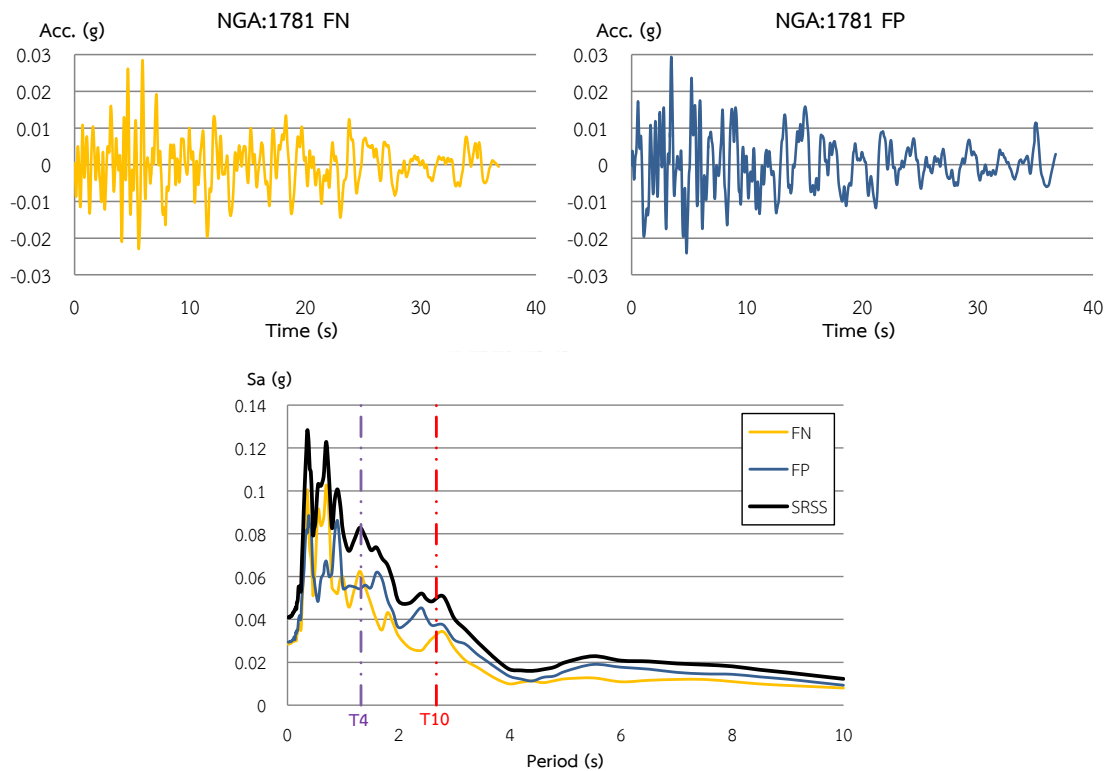 NGA:1781 FN
Acc. (g)
0.03
0.02
0.01
0
-0.01
-0.02
-0.03
0 10 20 30 40
Time (s)
NGA:1781 FP
Acc. (g)
0.03
0.02
0.01
0
-0.01
-0.02
-0.03
0 10 20 30 40
Time (s)
Sa (g)
0.14
0.12
0.1
0.08
0.06
0.04
0.02
0
FN
FP
SRSS
T4 T10
0 2 4 6 8 10
Period (s)